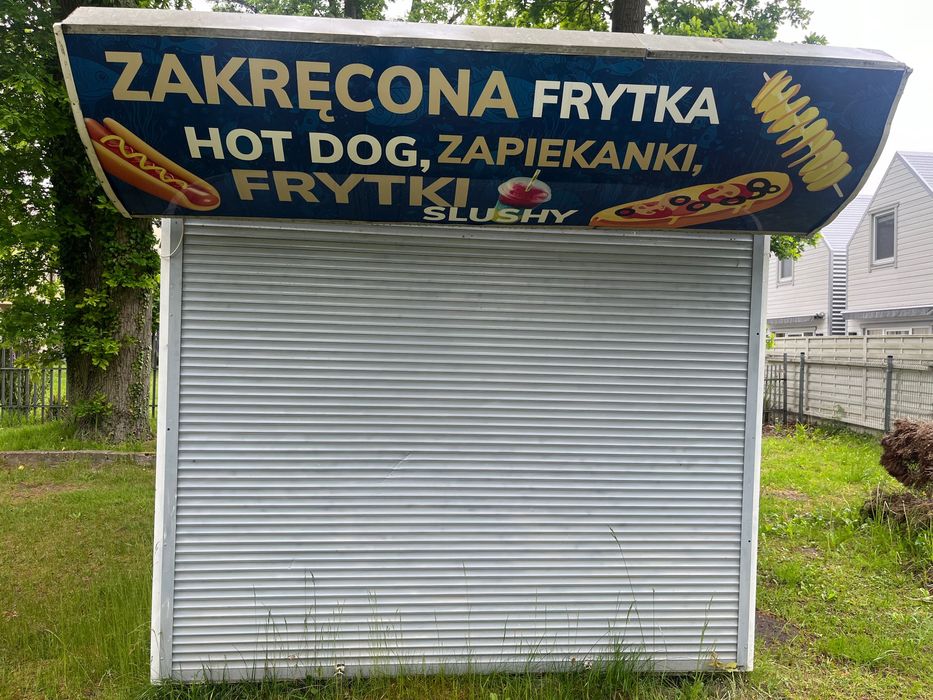 ZAKRĘCONA FRYTKA
HOT DOG, ZAPIEKANKI,
FRYTKI
SLUSHY